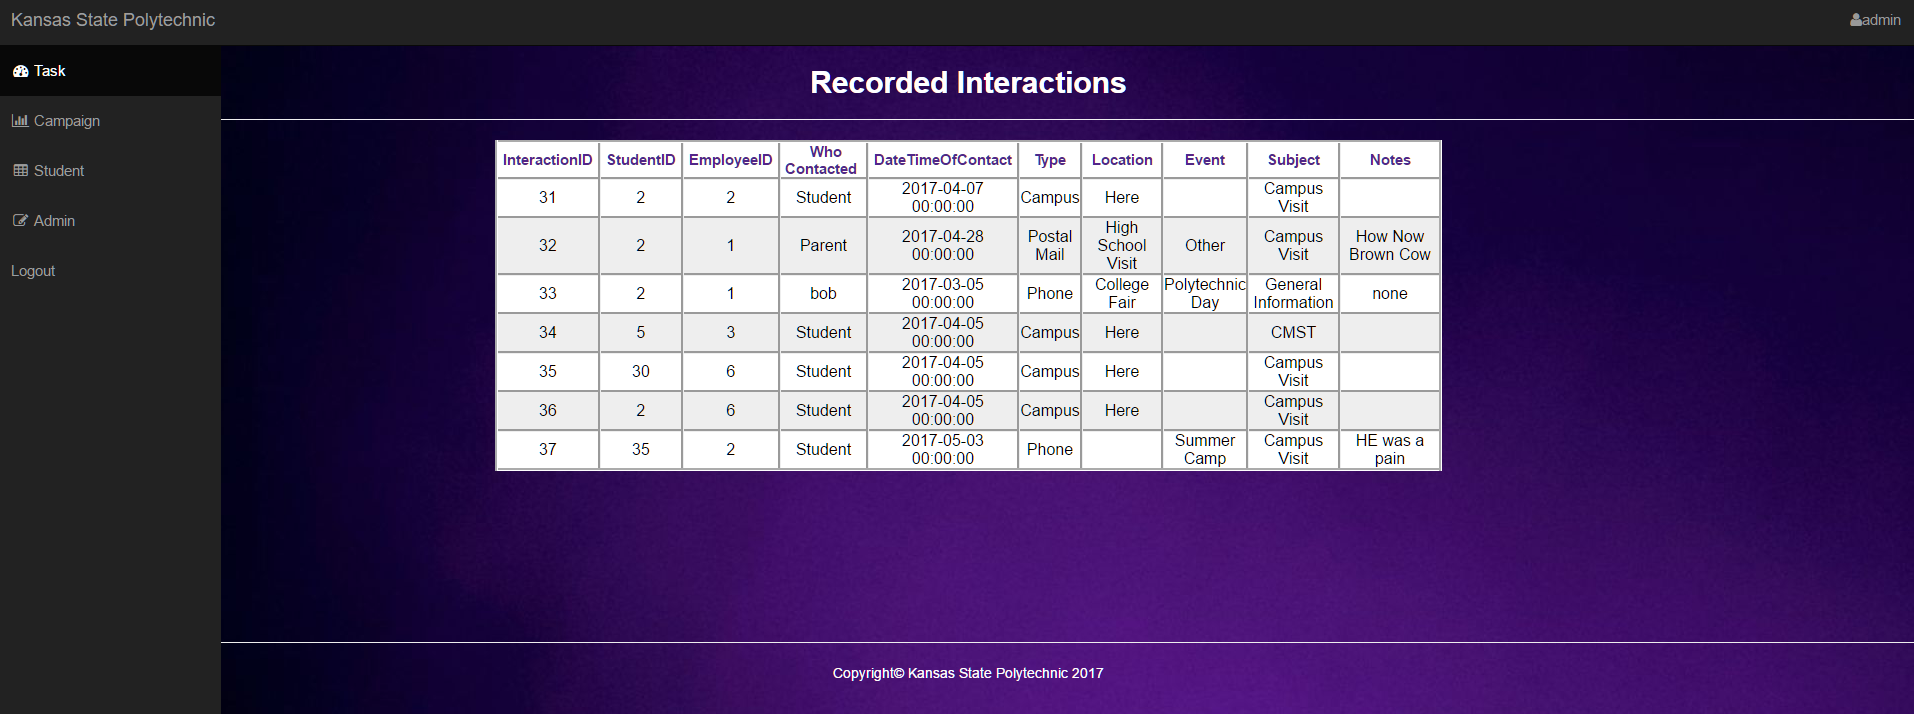 Kansas State Polytechnic
admin
Task
Campaign
Student
Admin
Logout
Recorded Interactions
InteractionID StudentID EmployeeID Who Contacted DateTimeOfContact Type Location Event Subject Notes
31 2 2 Student 2017-04-07 00:00:00 Campus Here Campus Visit
32 2 1 Parent 2017-04-28 00:00:00 Postal Mail High School Visit Other Campus Visit How Now Brown Cow
33 2 1 bob 2017-03-05 00:00:00 Phone College Fair Polytechnic Day General Information none
34 5 3 Student 2017-04-05 00:00:00 Campus Here CMST
35 30 6 Student 2017-04-05 00:00:00 Campus Here Campus Visit
36 2 6 Student 2017-04-05 00:00:00 Campus Here Campus Visit
37 35 2 Student 2017-05-03 00:00:00 Phone Summer Camp Campus Visit HE was a pain
Copyright© Kansas State Polytechnic 2017